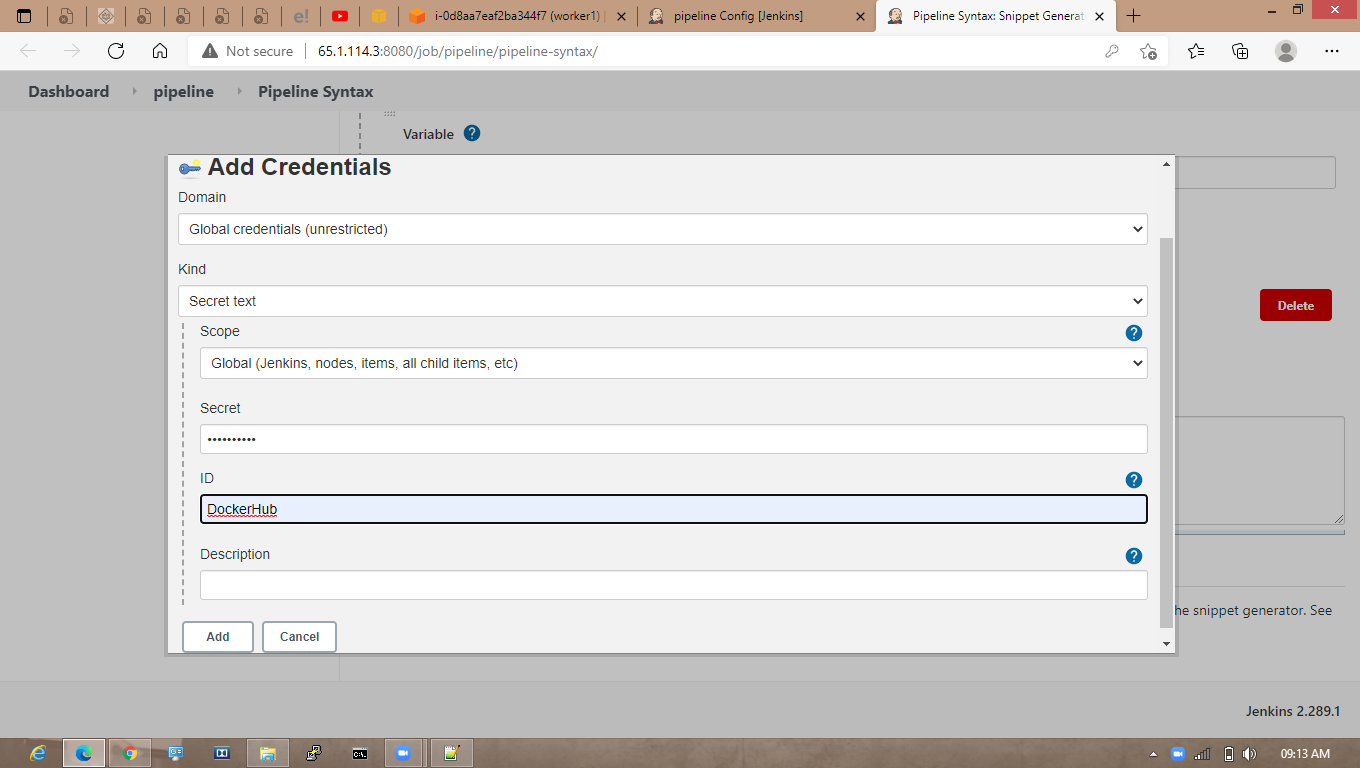 e!
i-0d8aa7eaf2ba344f7 (worker1) |
pipeline Config [Jenkins]
Pipeline Syntax: Snippet Generat
Not secure
65.1.114.3:8080/job/pipeline/pipeline-syntax/
Dashboard
pipeline
Pipeline Syntax
Variable ?
Add Credentials
Domain
Global credentials (unrestricted)
Kind
Secret text
Delete
Scope ?
Global (Jenkins, nodes, items, all child items, etc)
Secret
••••••••••
ID ?
DockerHub
Description ?
he snippet generator. See
Add
Cancel
Jenkins 2.289.1
09:13 AM